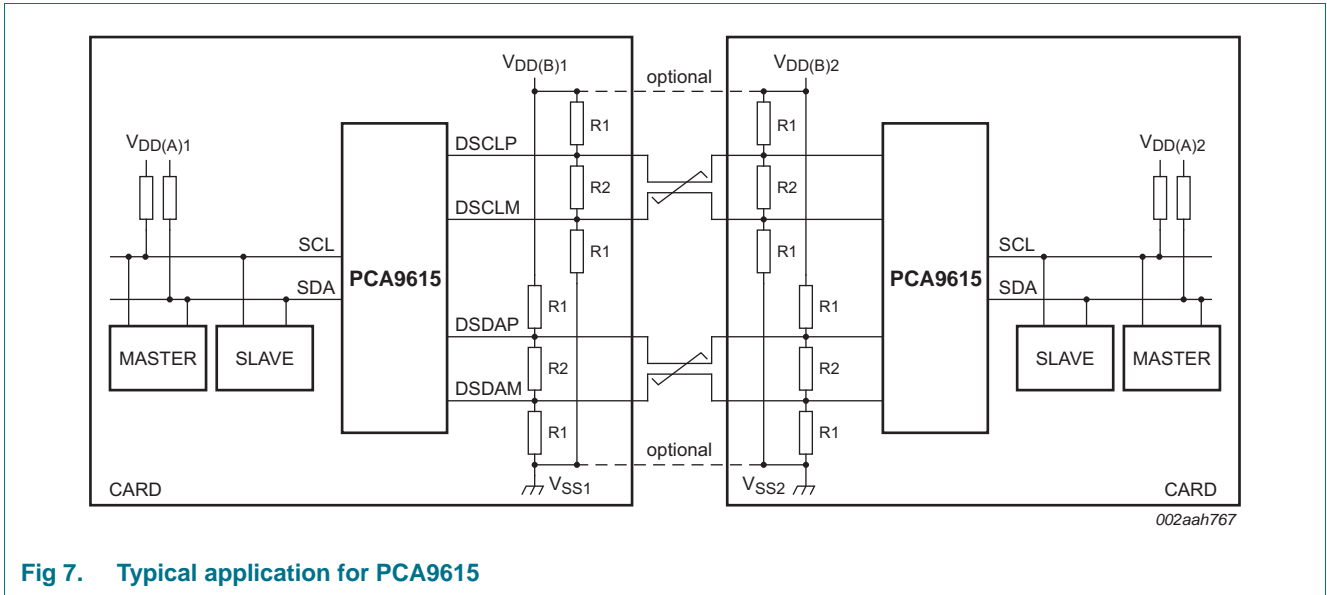 VDD(B)1
optional
VDD(B)2
R1
R1
VDD(A)1
DSCLP
VDD(A)2
R2
R2
DSCLM
SCL
R1
R1
SCL
PCA9615
PCA9615
SDA
SDA
R1
R1
DSDAP
MASTER
SLAVE
R2
R2
SLAVE
MASTER
DSDAM
R1
R1
optional
CARD
VSS1
VSS2
CARD
002aah767
Fig 7. Typical application for PCA9615